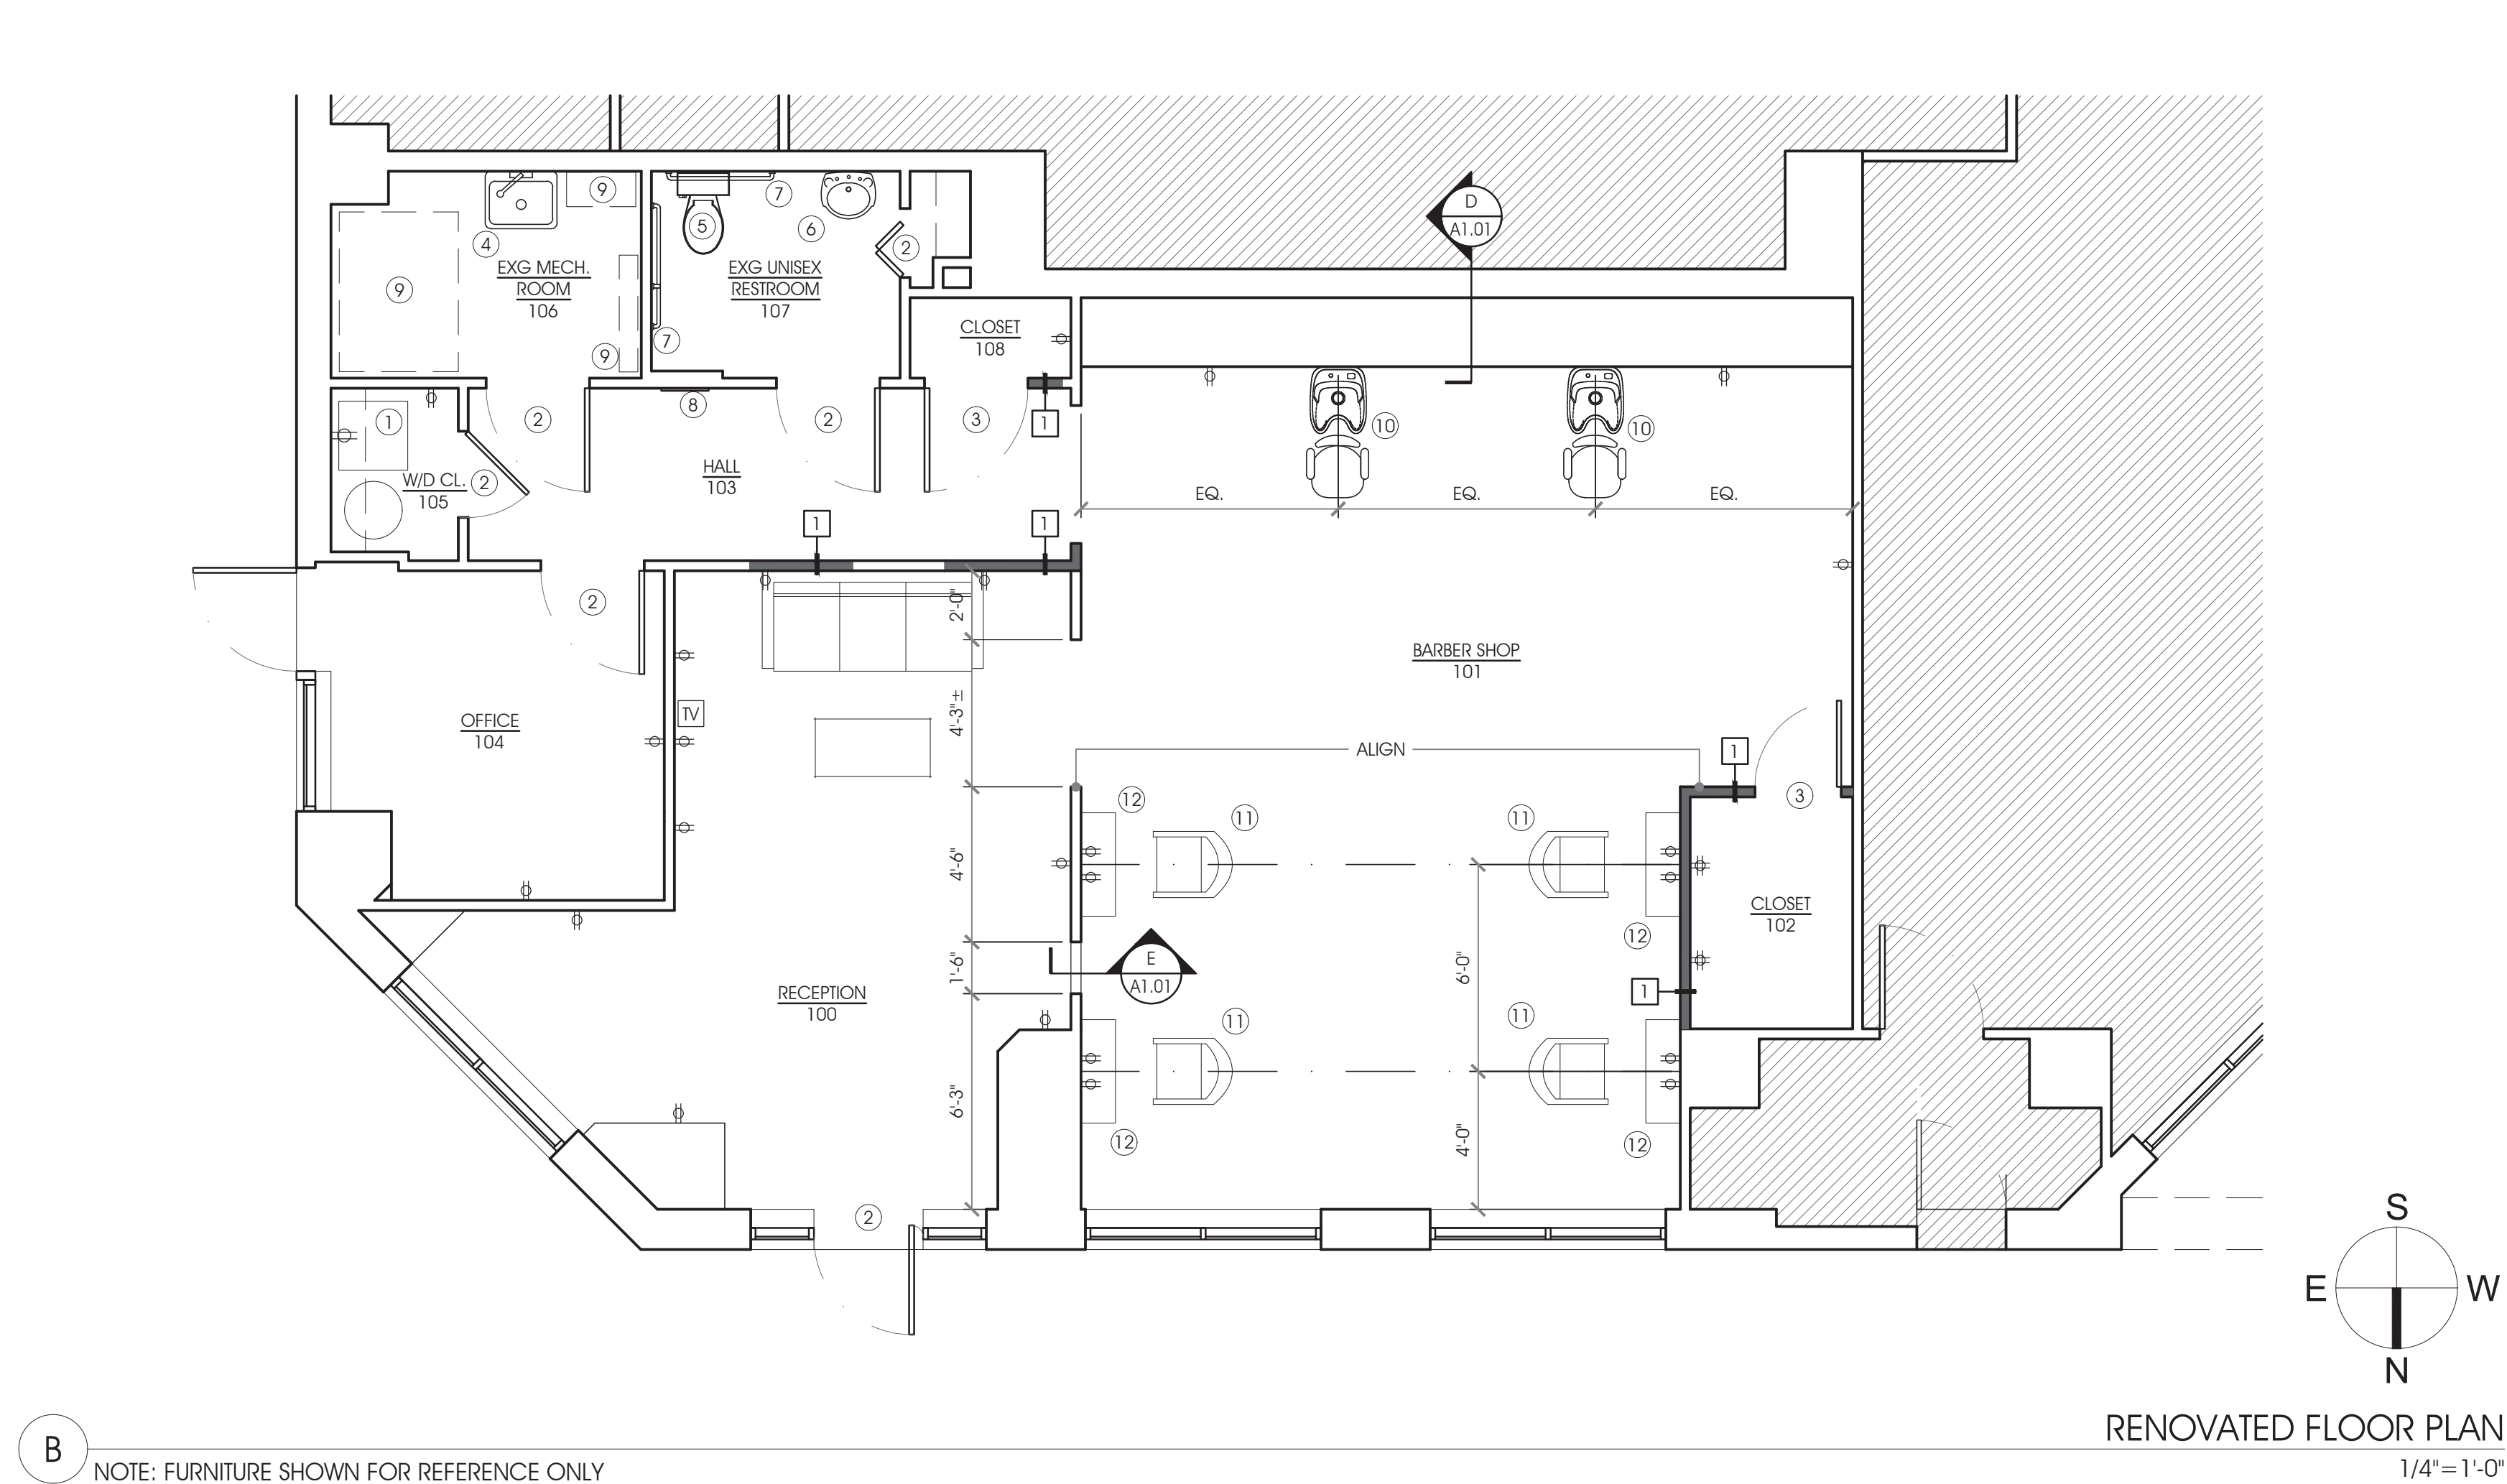 D
A1.01
9
7
5
6
2
4
EXG MECH.
ROOM
106
EXG UNISEX
RESTROOM
107
9
9
7
CLOSET
108
1
2
8
2
3
1
10
10
W/D CL.
105
2
HALL
103
EQ.
EQ.
EQ.
1
1
2
2'-0"
BARBER SHOP
101
TV
4'-3"±
OFFICE
104
ALIGN
1
3
12
11
11
4'-6"
CLOSET
102
12
E
A1.01
1'-6"
6'-0"
RECEPTION
100
1
11
11
6'-3"
12
4'-0"
12
2
S
E
W
N
RENOVATED FLOOR PLAN
B
NOTE: FURNITURE SHOWN FOR REFERENCE ONLY
1/4"=1'-0"